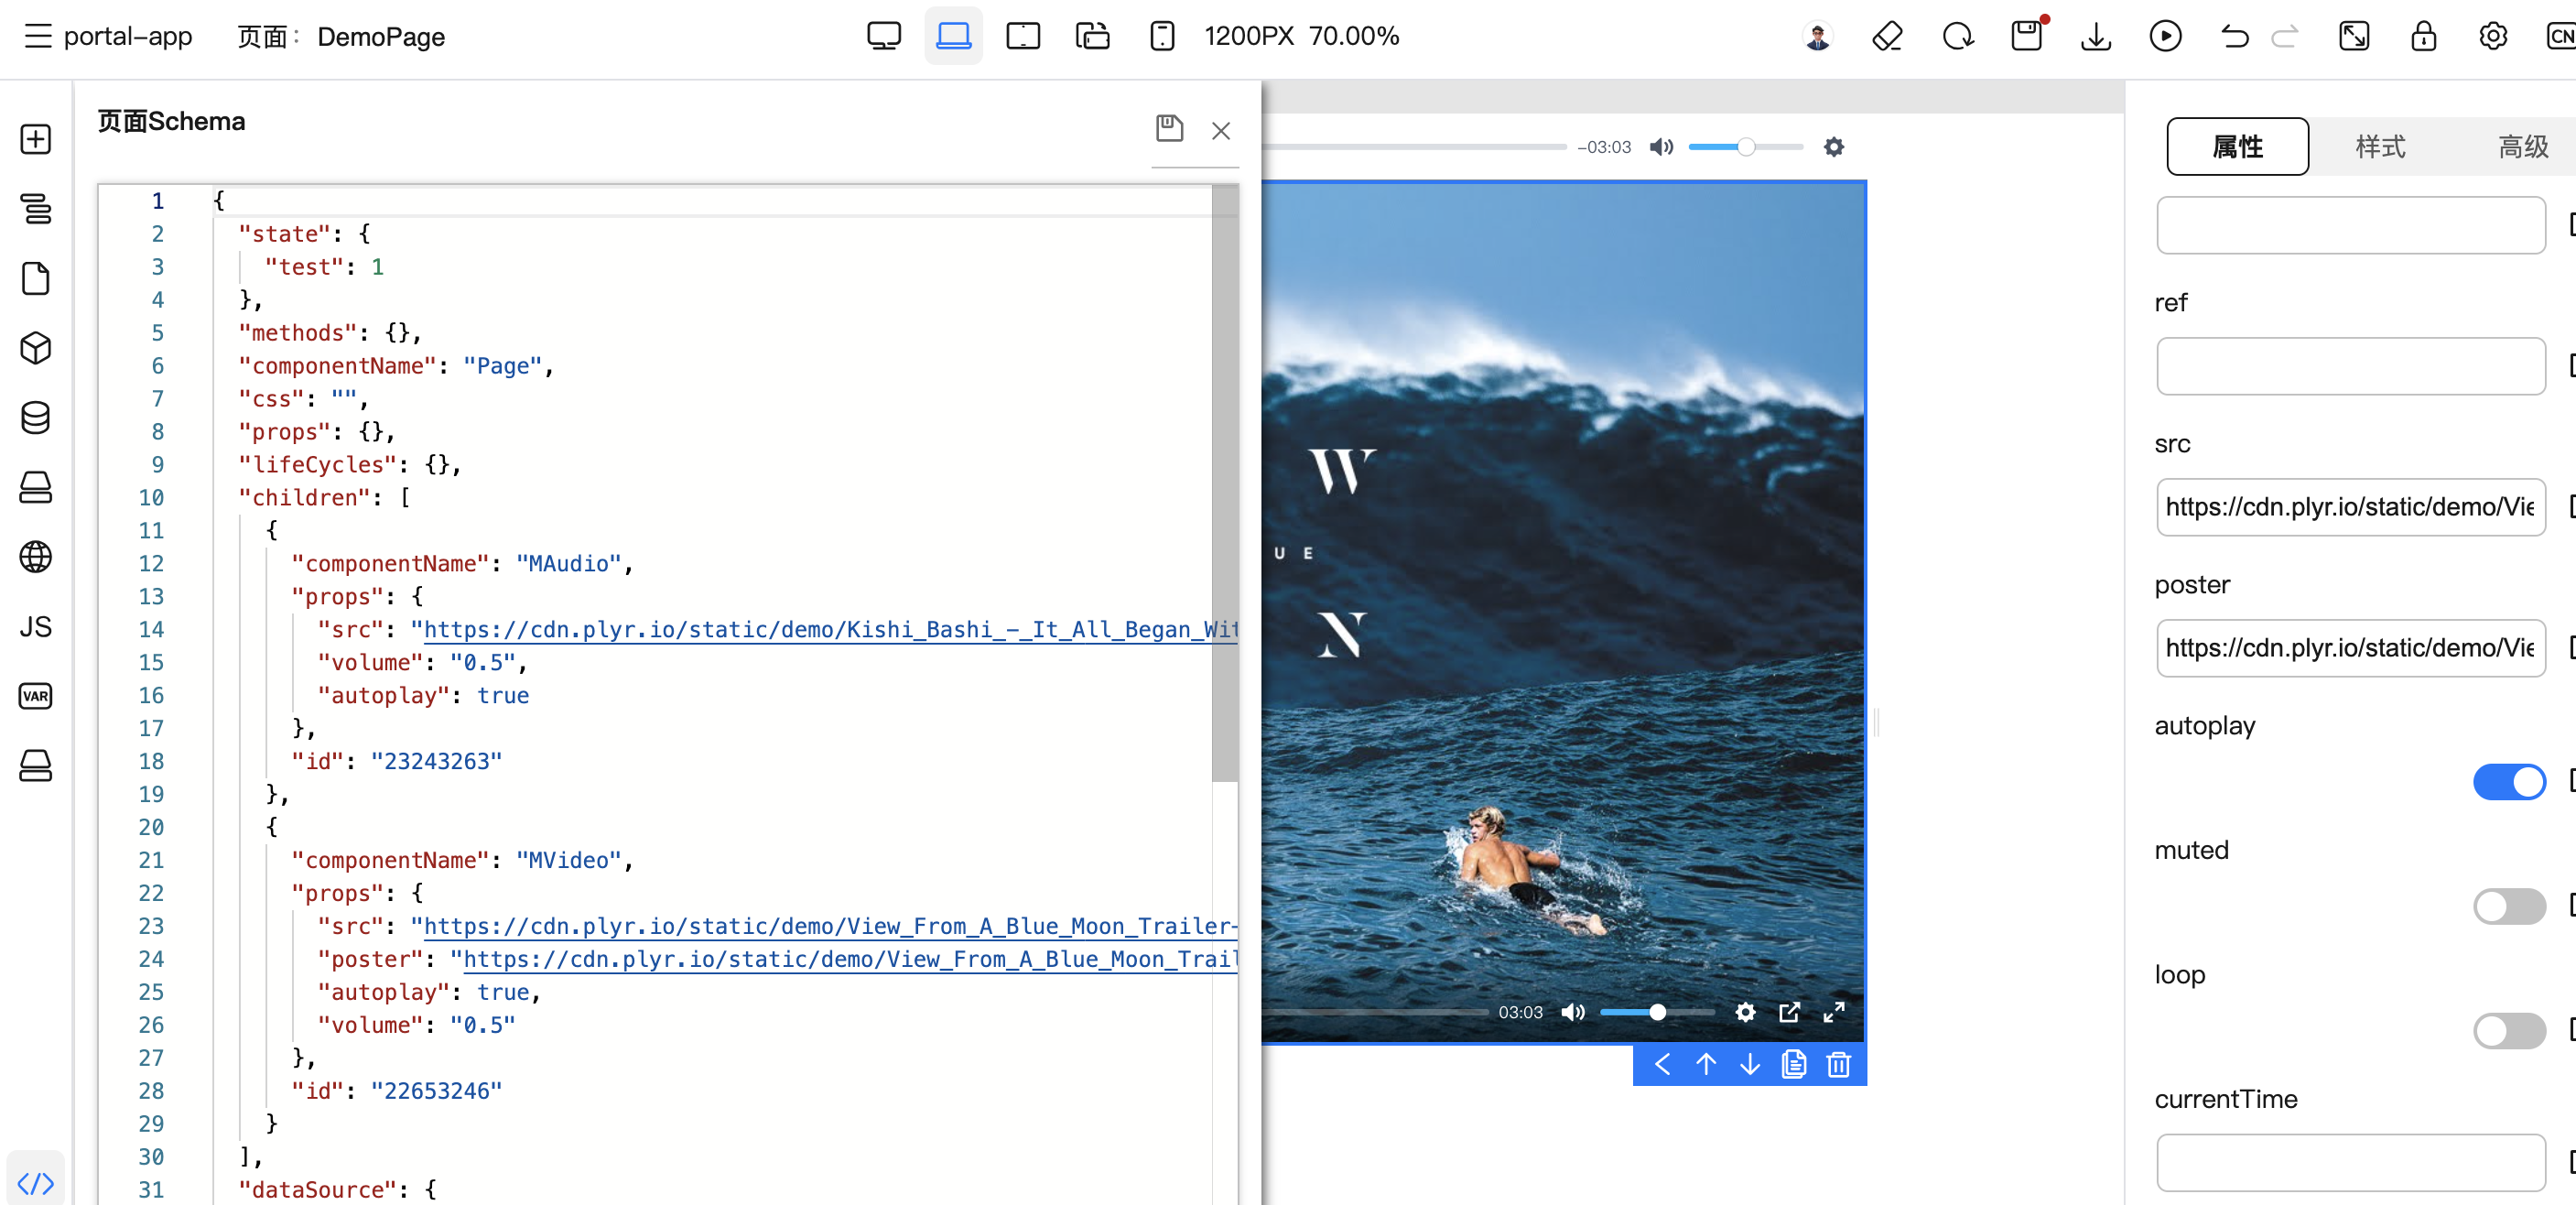 portal-app 页面: DemoPage 1200PX 70.00% CN
页面Schema
1 {
2 "state": {
3 "test": 1
4 },
5 "methods": {},
6 "componentName": "Page",
7 "css": "",
8 "props": {},
9 "lifeCycles": {},
10 "children": [
11 {
12 "componentName": "MAudio",
13 "props": {
14 "src": "https://cdn.plyr.io/static/demo/Kishi_Bashi_-_It_All_Began_Wit
15 "volume": "0.5",
16 "autoplay": true
17 },
18 "id": "23243263"
19 },
20 {
21 "componentName": "MVideo",
22 "props": {
23 "src": "https://cdn.plyr.io/static/demo/View_From_A_Blue_Moon_Trailer-
24 "poster": "https://cdn.plyr.io/static/demo/View_From_A_Blue_Moon_Trail
25 "autoplay": true,
26 "volume": "0.5"
27 },
28 "id": "22653246"
29 }
30 ],
31 "dataSource": {
JS
VAR
</>
-03:03
W
U E
N
03:03
属性 样式 高级
ref
src
https://cdn.plyr.io/static/demo/Vie
poster
https://cdn.plyr.io/static/demo/Vie
autoplay
muted
loop
currentTime